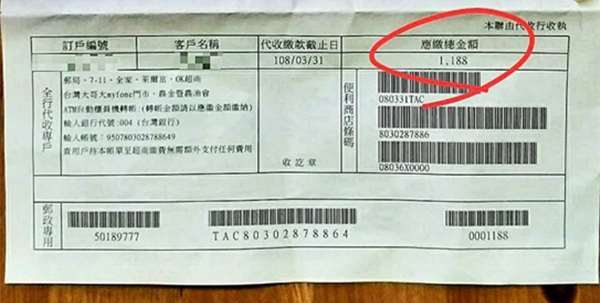 本聯由代收行收執
訂戶編號 客戶名稱 代收繳款截止日 應繳總金額
108/03/31 1,188
全行代收專戶
郵局、7-11、全家、萊爾富、OK超商
台灣大哥大myfone門市、農金暨農漁會
ATM自動櫃員機轉帳(轉帳金額請以應繳金額繳納)
輸入銀行代號:004 (台灣銀行)
輸入帳號:9507803028788649
貴用戶持本帳單至超商繳費無需額外支付任何費用
收訖章
便利商店條碼
080331TAC
8030287886
08036X0000
郵政專用
50189777 TAC80302878864 0001188